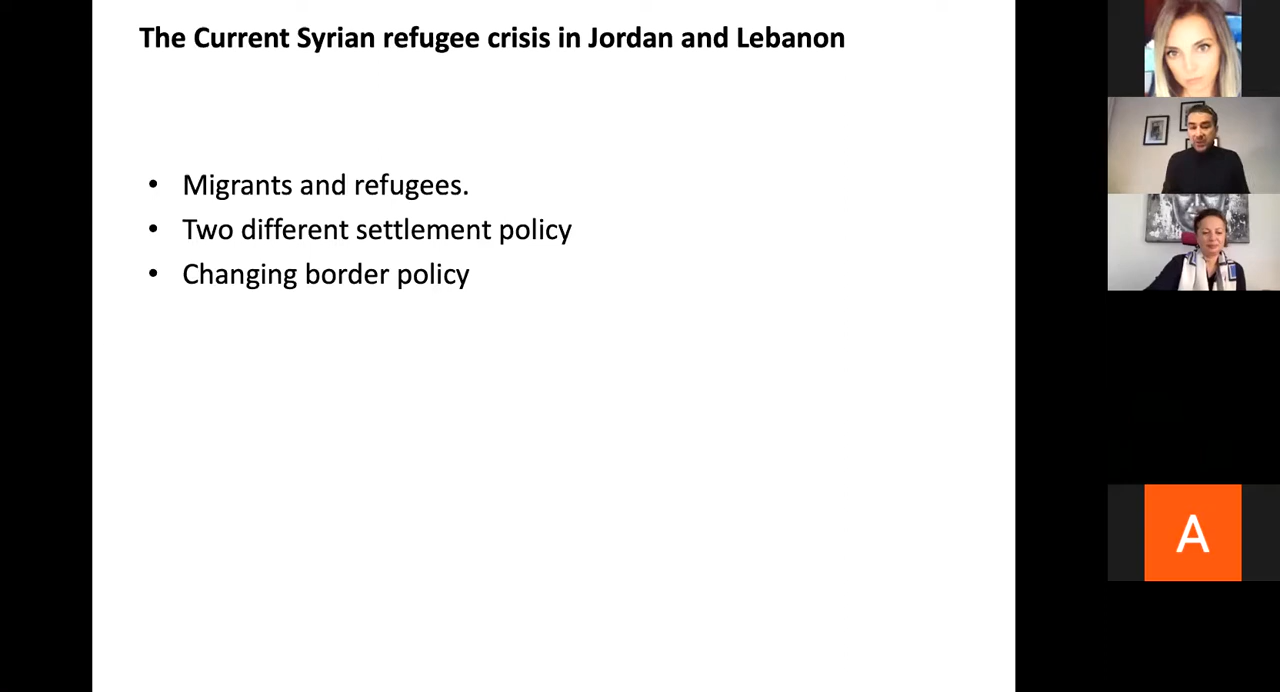 The Current Syrian refugee crisis in Jordan and Lebanon
• Migrants and refugees.
• Two different settlement policy
• Changing border policy
A